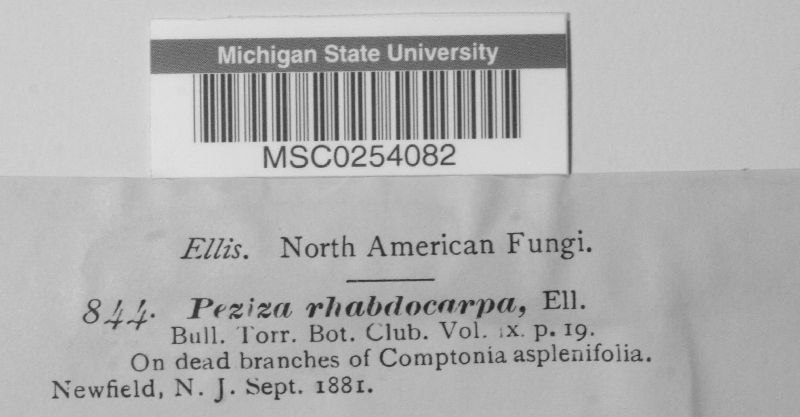 Michigan State University
MSC0254082
Ellis. North American Fungi.
844. Peziza rhabdocarpa, Ell.
Bull. Torr. Bot. Club. Vol. ix. p. 19.
On dead branches of Comptonia asplenifolia.
Newfield, N. J. Sept. 1881.